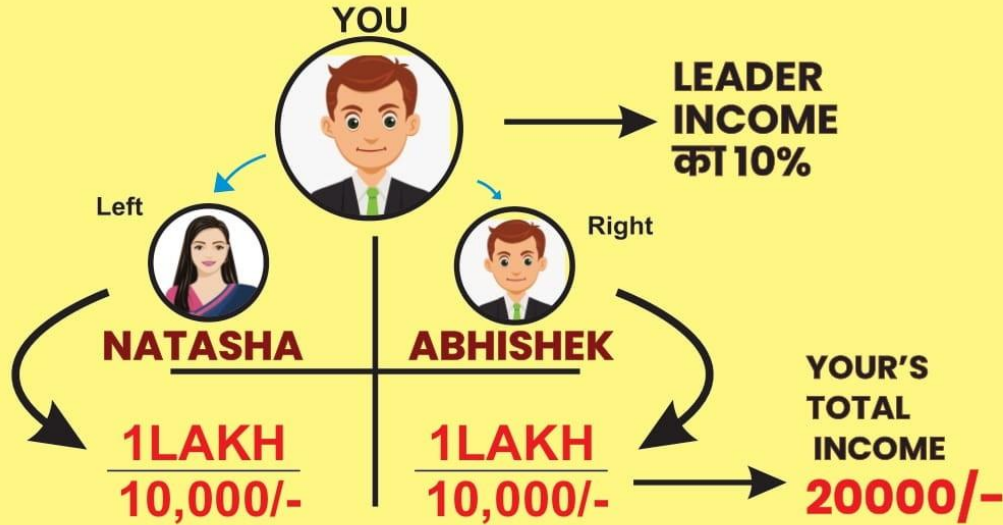 YOU
LEADER
INCOME
का 10%
Left
Right
NATASHA
ABHISHEK
1LAKH
10,000/-
1LAKH
10,000/-
YOUR'S
TOTAL
INCOME
20000/-